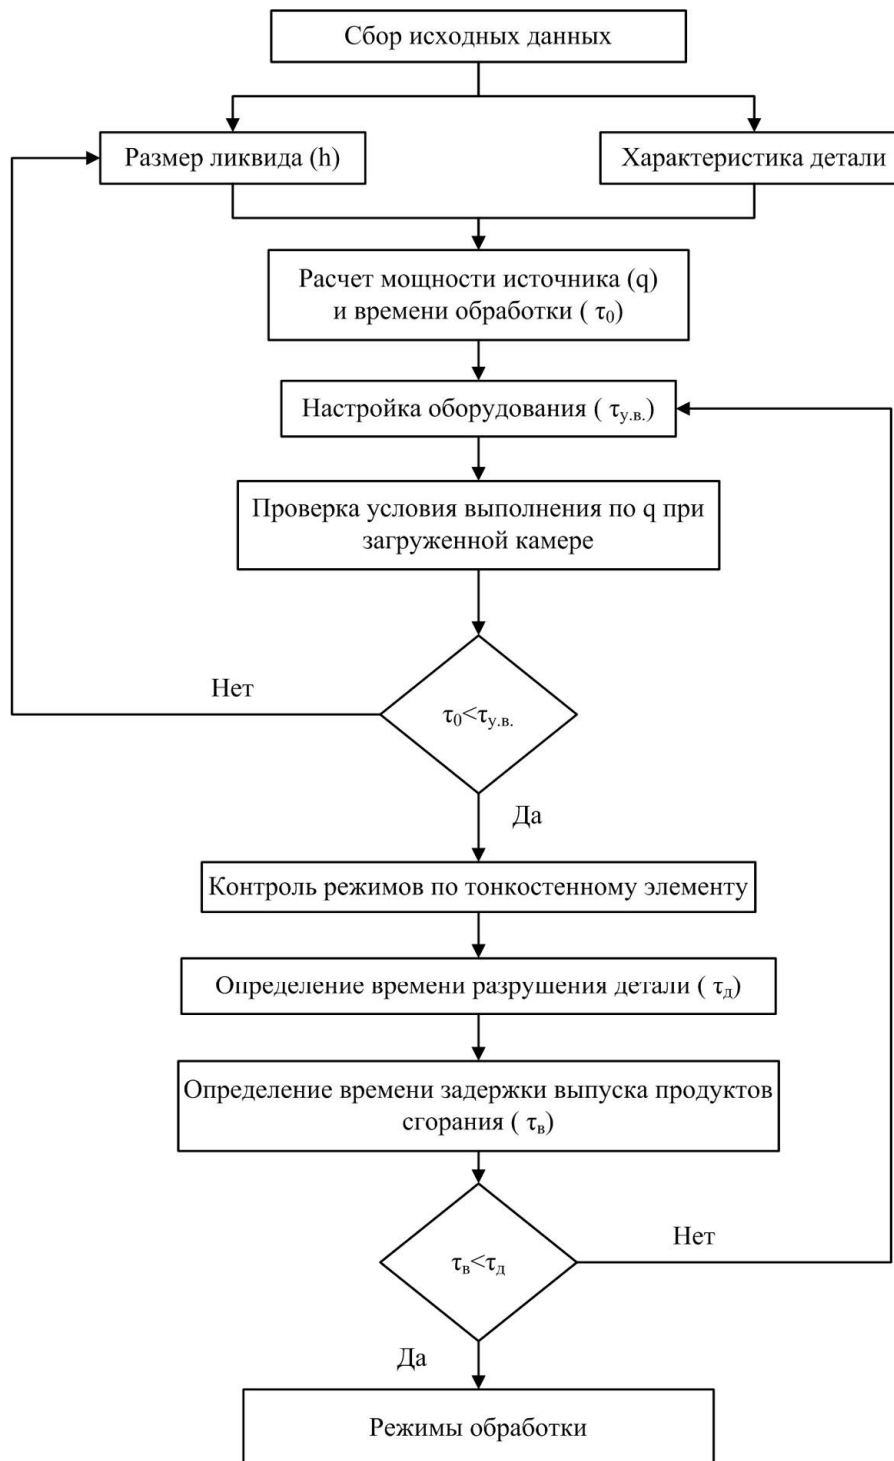 Сбор исходных данных
Размер ликвида (h)
Характеристика детали
Расчет мощности источника (q)
и времени обработки ( τ₀)
Настройка оборудования ( τу.в.)
Проверка условия выполнения по q при
загруженной камере
Нет
τ₀<τу.в.
Да
Контроль режимов по тонкостенному элементу
Определение времени разрушения детали ( τд)
Определение времени задержки выпуска продуктов
сгорания ( τв)
Нет
τв<τд
Да
Режимы обработки